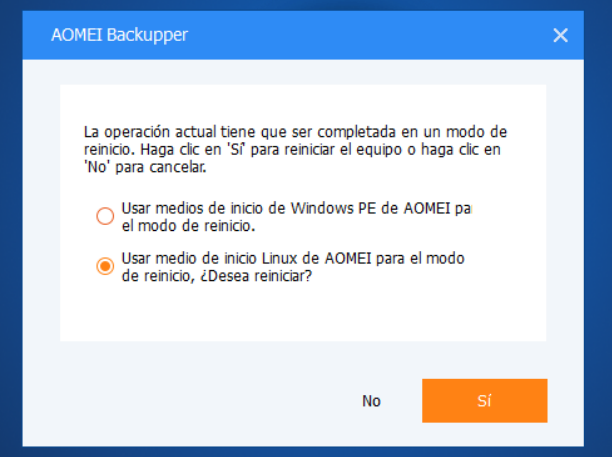 AOMEI Backupper
La operación actual tiene que ser completada en un modo de
reinicio. Haga clic en 'Sí' para reiniciar el equipo o haga clic en
'No' para cancelar.
Usar medios de inicio de Windows PE de AOMEI pa
el modo de reinicio.
Usar medio de inicio Linux de AOMEI para el modo
de reinicio, ¿Desea reiniciar?
No
Sí